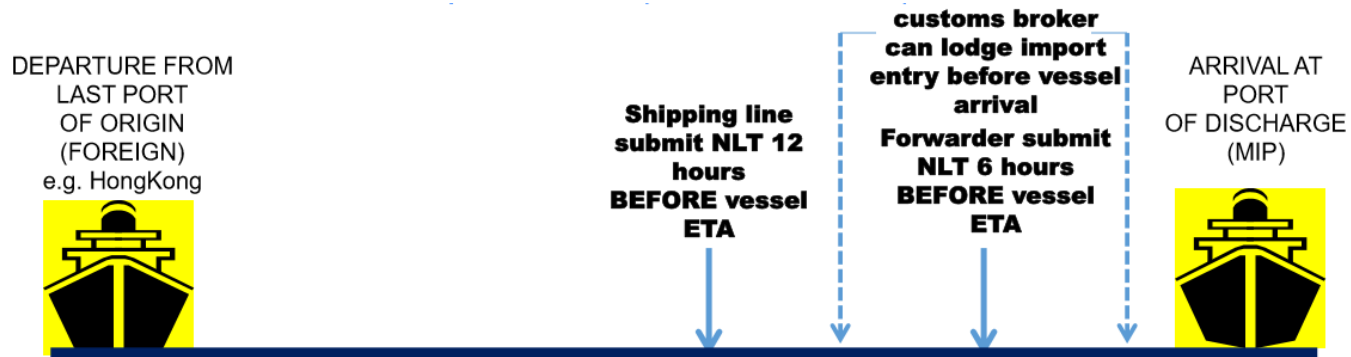 DEPARTURE FROM
LAST PORT
OF ORIGIN
(FOREIGN)
e.g. HongKong
Shipping line
submit NLT 12
hours
BEFORE vessel
ETA
customs broker
can lodge import
entry before vessel
arrival
Forwarder submit
NLT 6 hours
BEFORE vessel
ETA
ARRIVAL AT
PORT
OF DISCHARGE
(MIP)